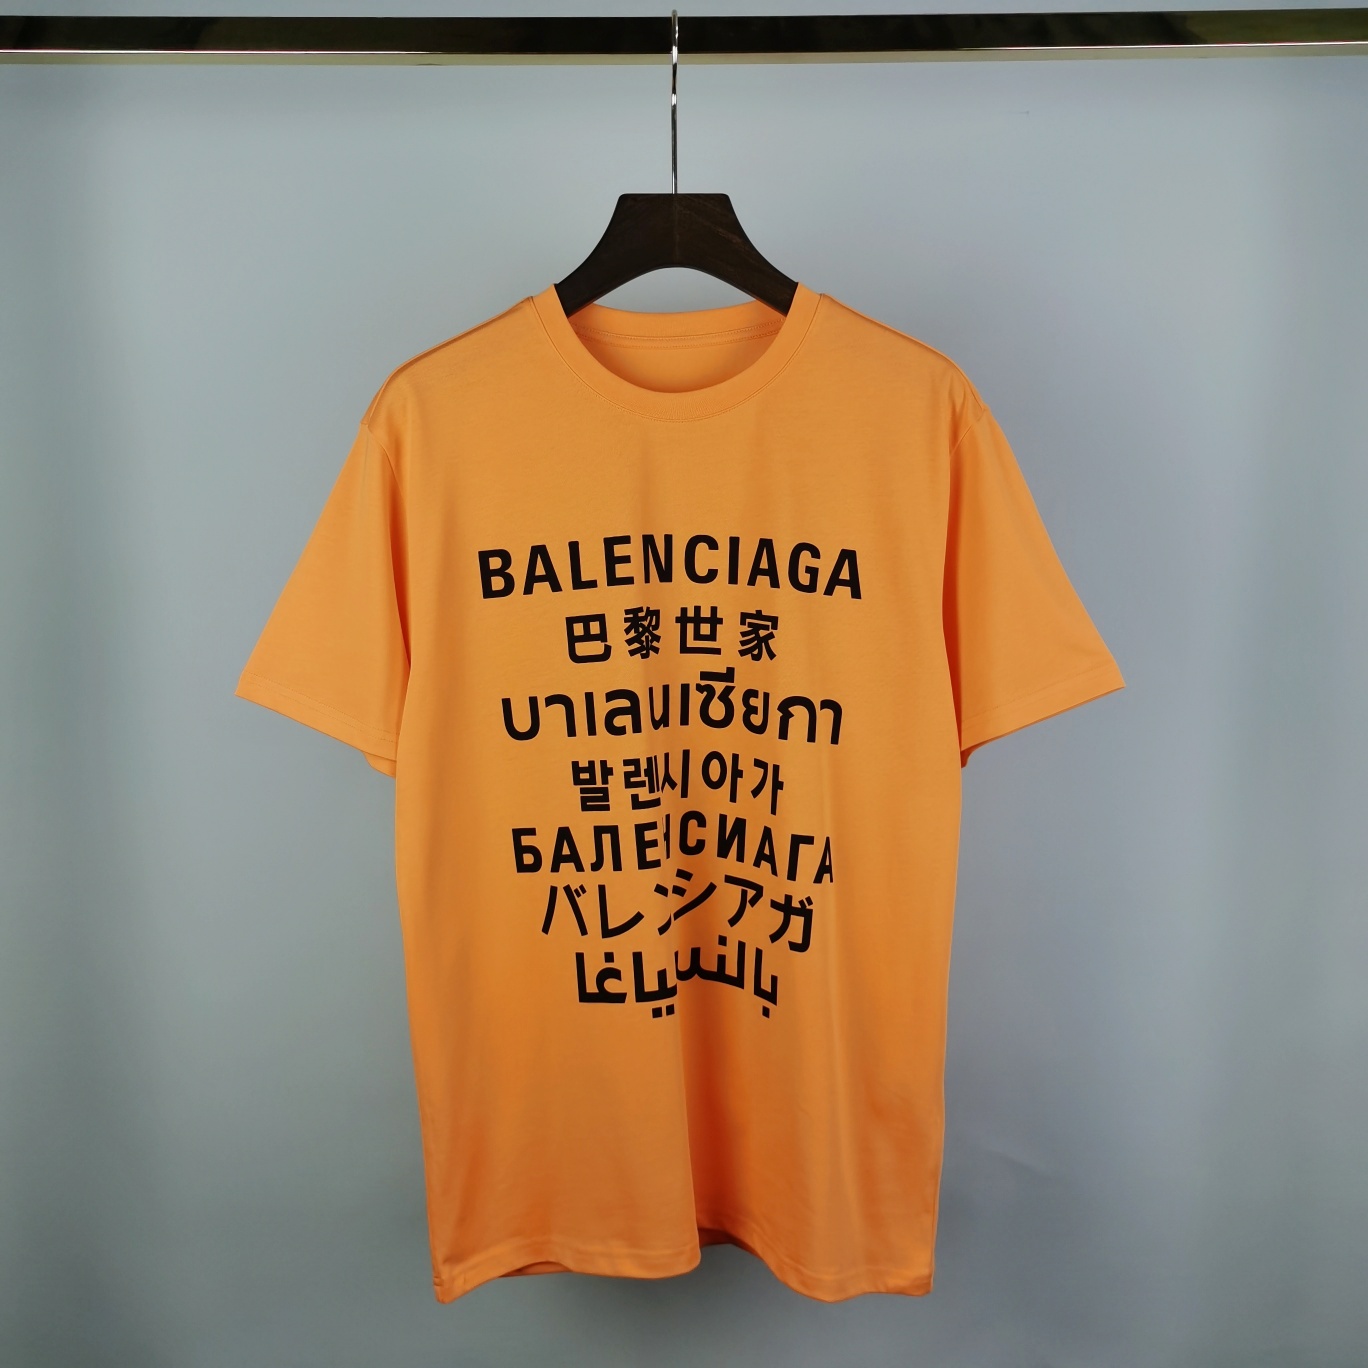 BALENCIAGA
巴黎世家
บาเลนเซียกา
발렌시아가
БАЛЕНСИАГА
バレンシアガ
بالنسياغا